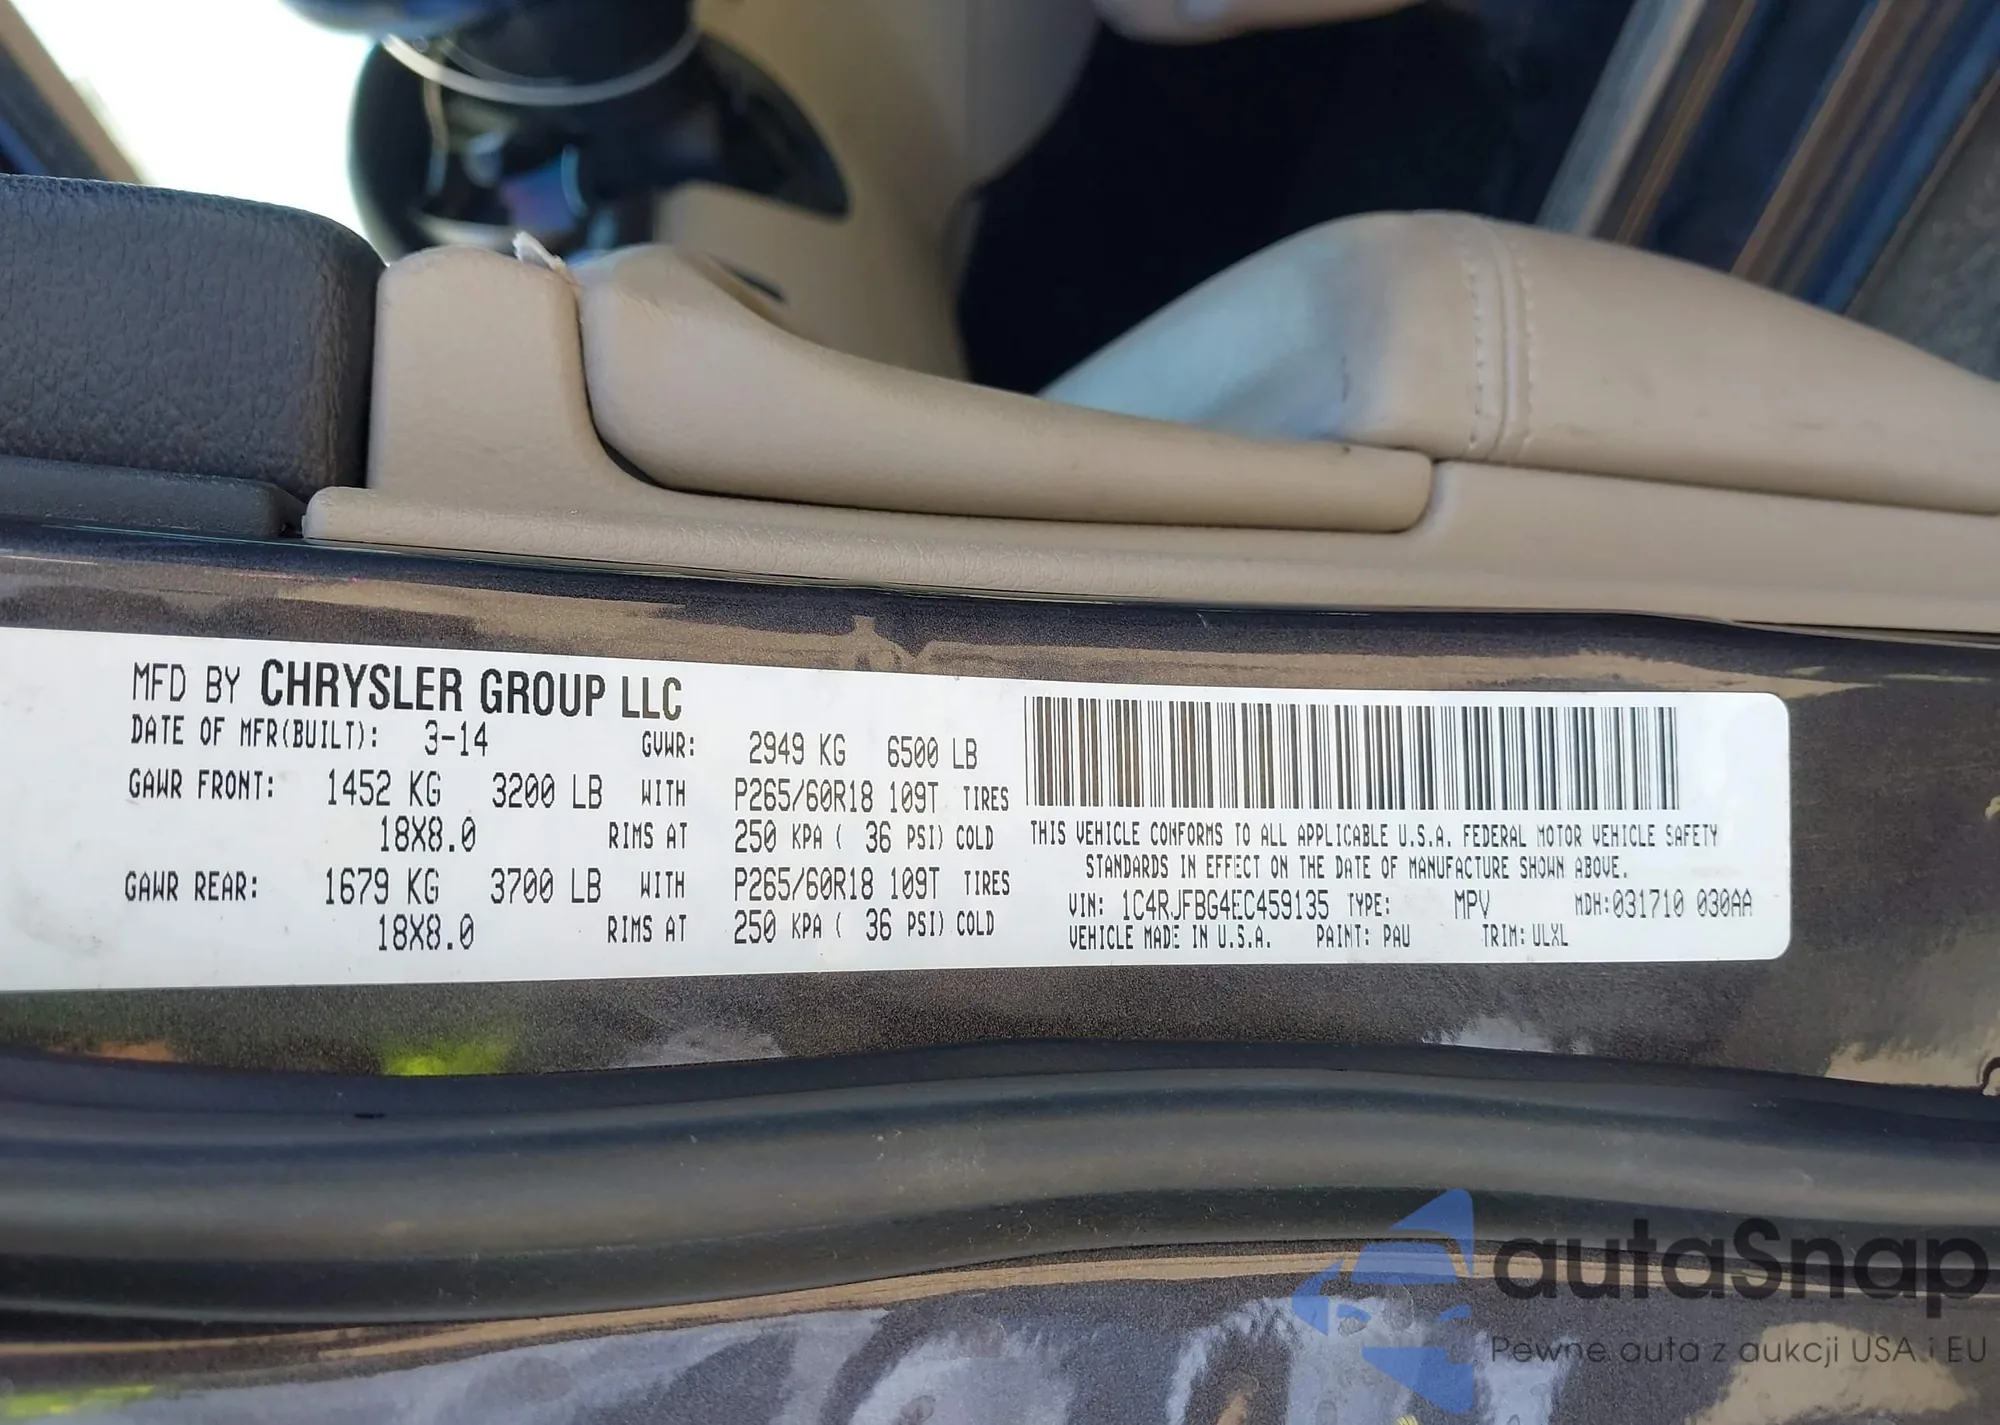 MFD BY CHRYSLER GROUP LLC
DATE OF MFR(BUILT): 3-14 GVWR: 2949 KG 6500 LB
GAWR FRONT: 1452 KG 3200 LB WITH P265/60R18 109T TIRES
18X8.0 RIMS AT 250 KPA ( 36 PSI) COLD
GAWR REAR: 1679 KG 3700 LB WITH P265/60R18 109T TIRES
18X8.0 RIMS AT 250 KPA ( 36 PSI) COLD
THIS VEHICLE CONFORMS TO ALL APPLICABLE U.S.A. FEDERAL MOTOR VEHICLE SAFETY
STANDARDS IN EFFECT ON THE DATE OF MANUFACTURE SHOWN ABOVE.
VIN: 1C4RJFBG4EC459135 TYPE: MPV MDH:031710 030AA
VEHICLE MADE IN U.S.A. PAINT: PAU TRIM: ULXL
autaSnap
Pewne auta z aukcji USA i EU